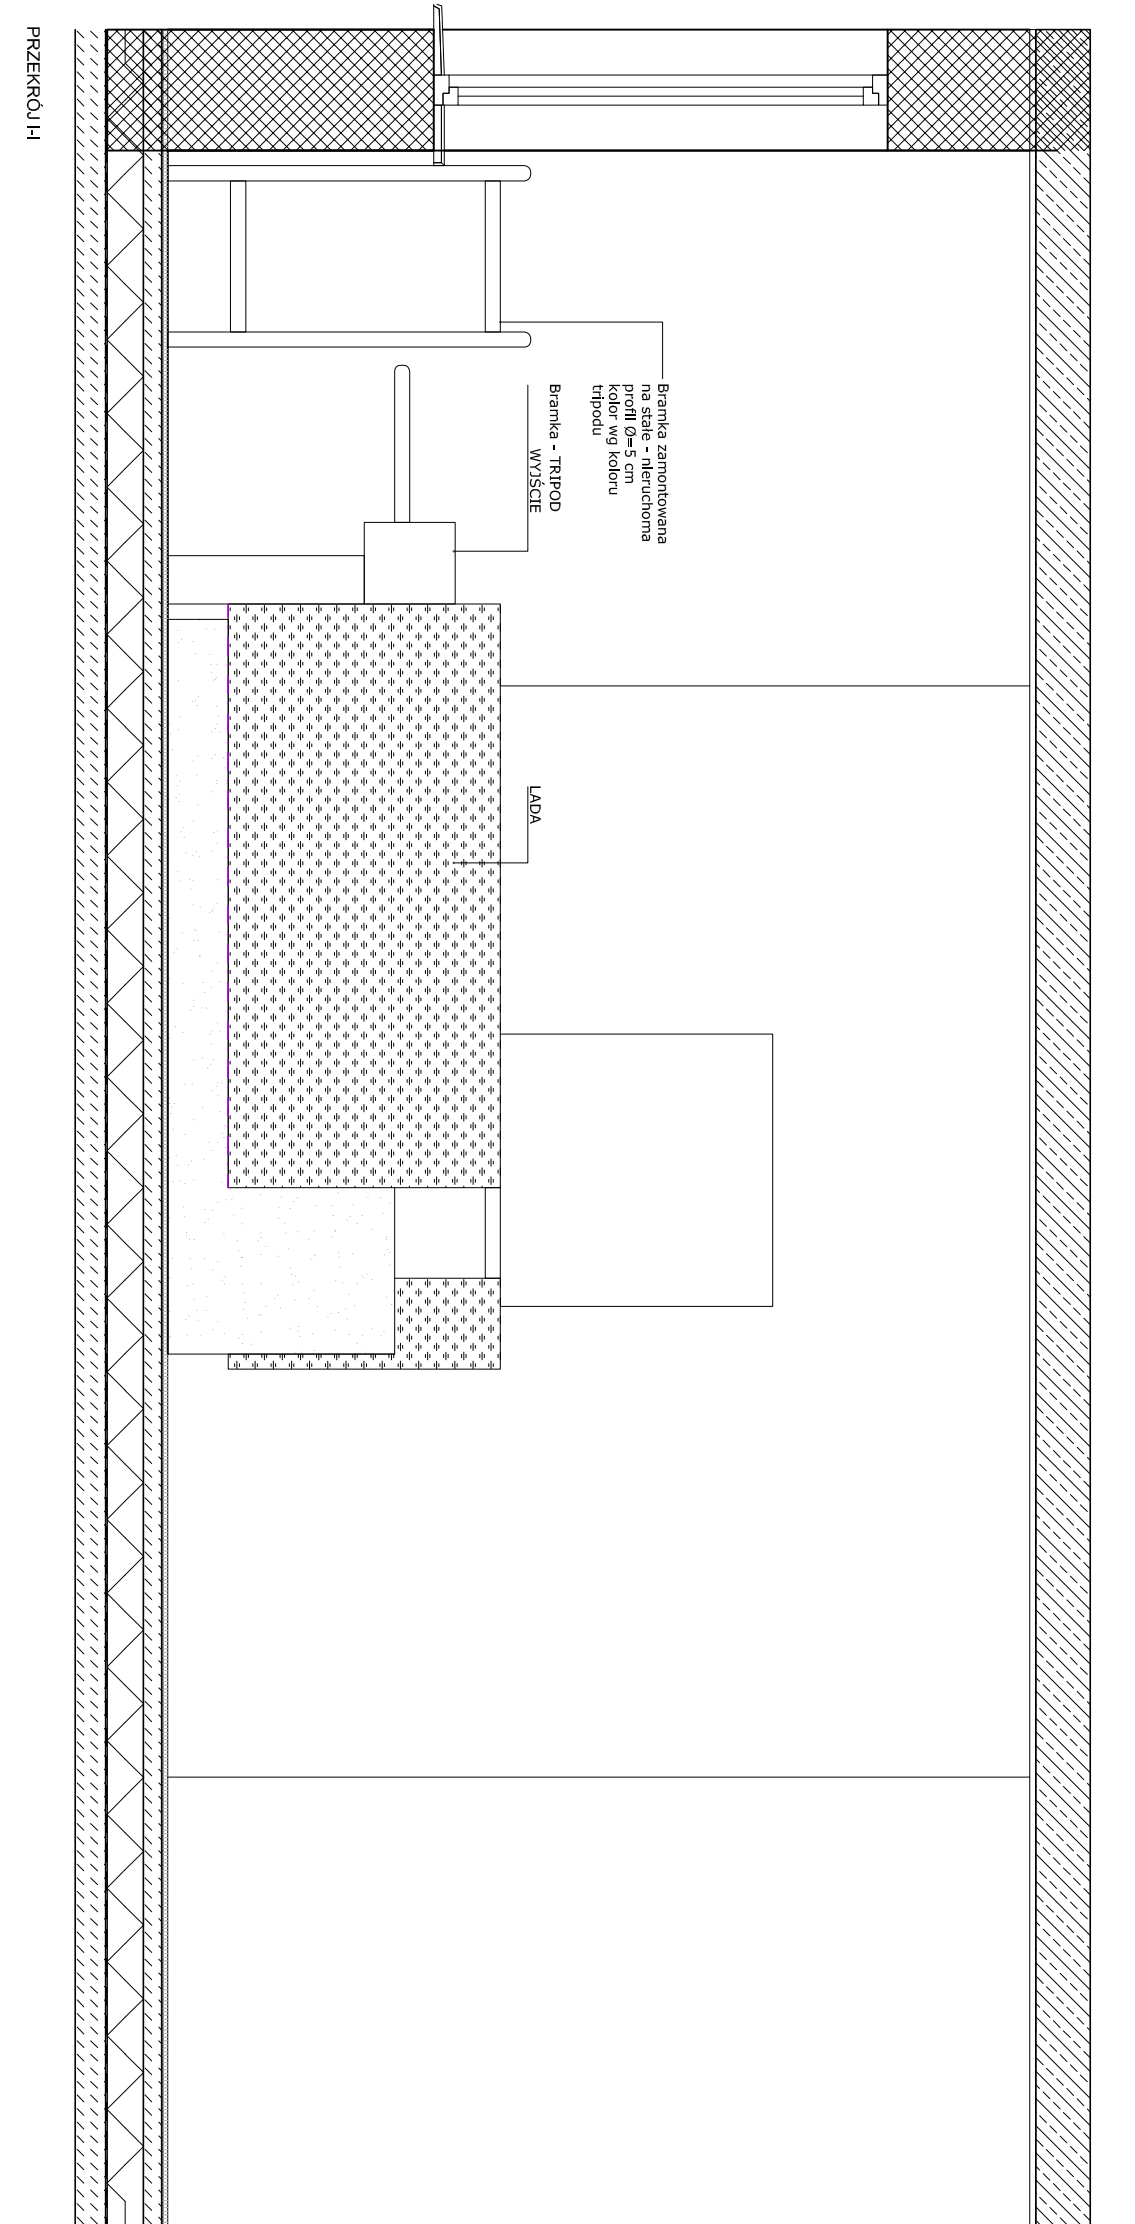 Bramka zamontowana
na stałe - nieruchoma
profil Ø=5 cm
kolor wg koloru
tripodu
Bramka - TRIPOD
WYJŚCIE
LADA
PRZEKRÓJ I-I